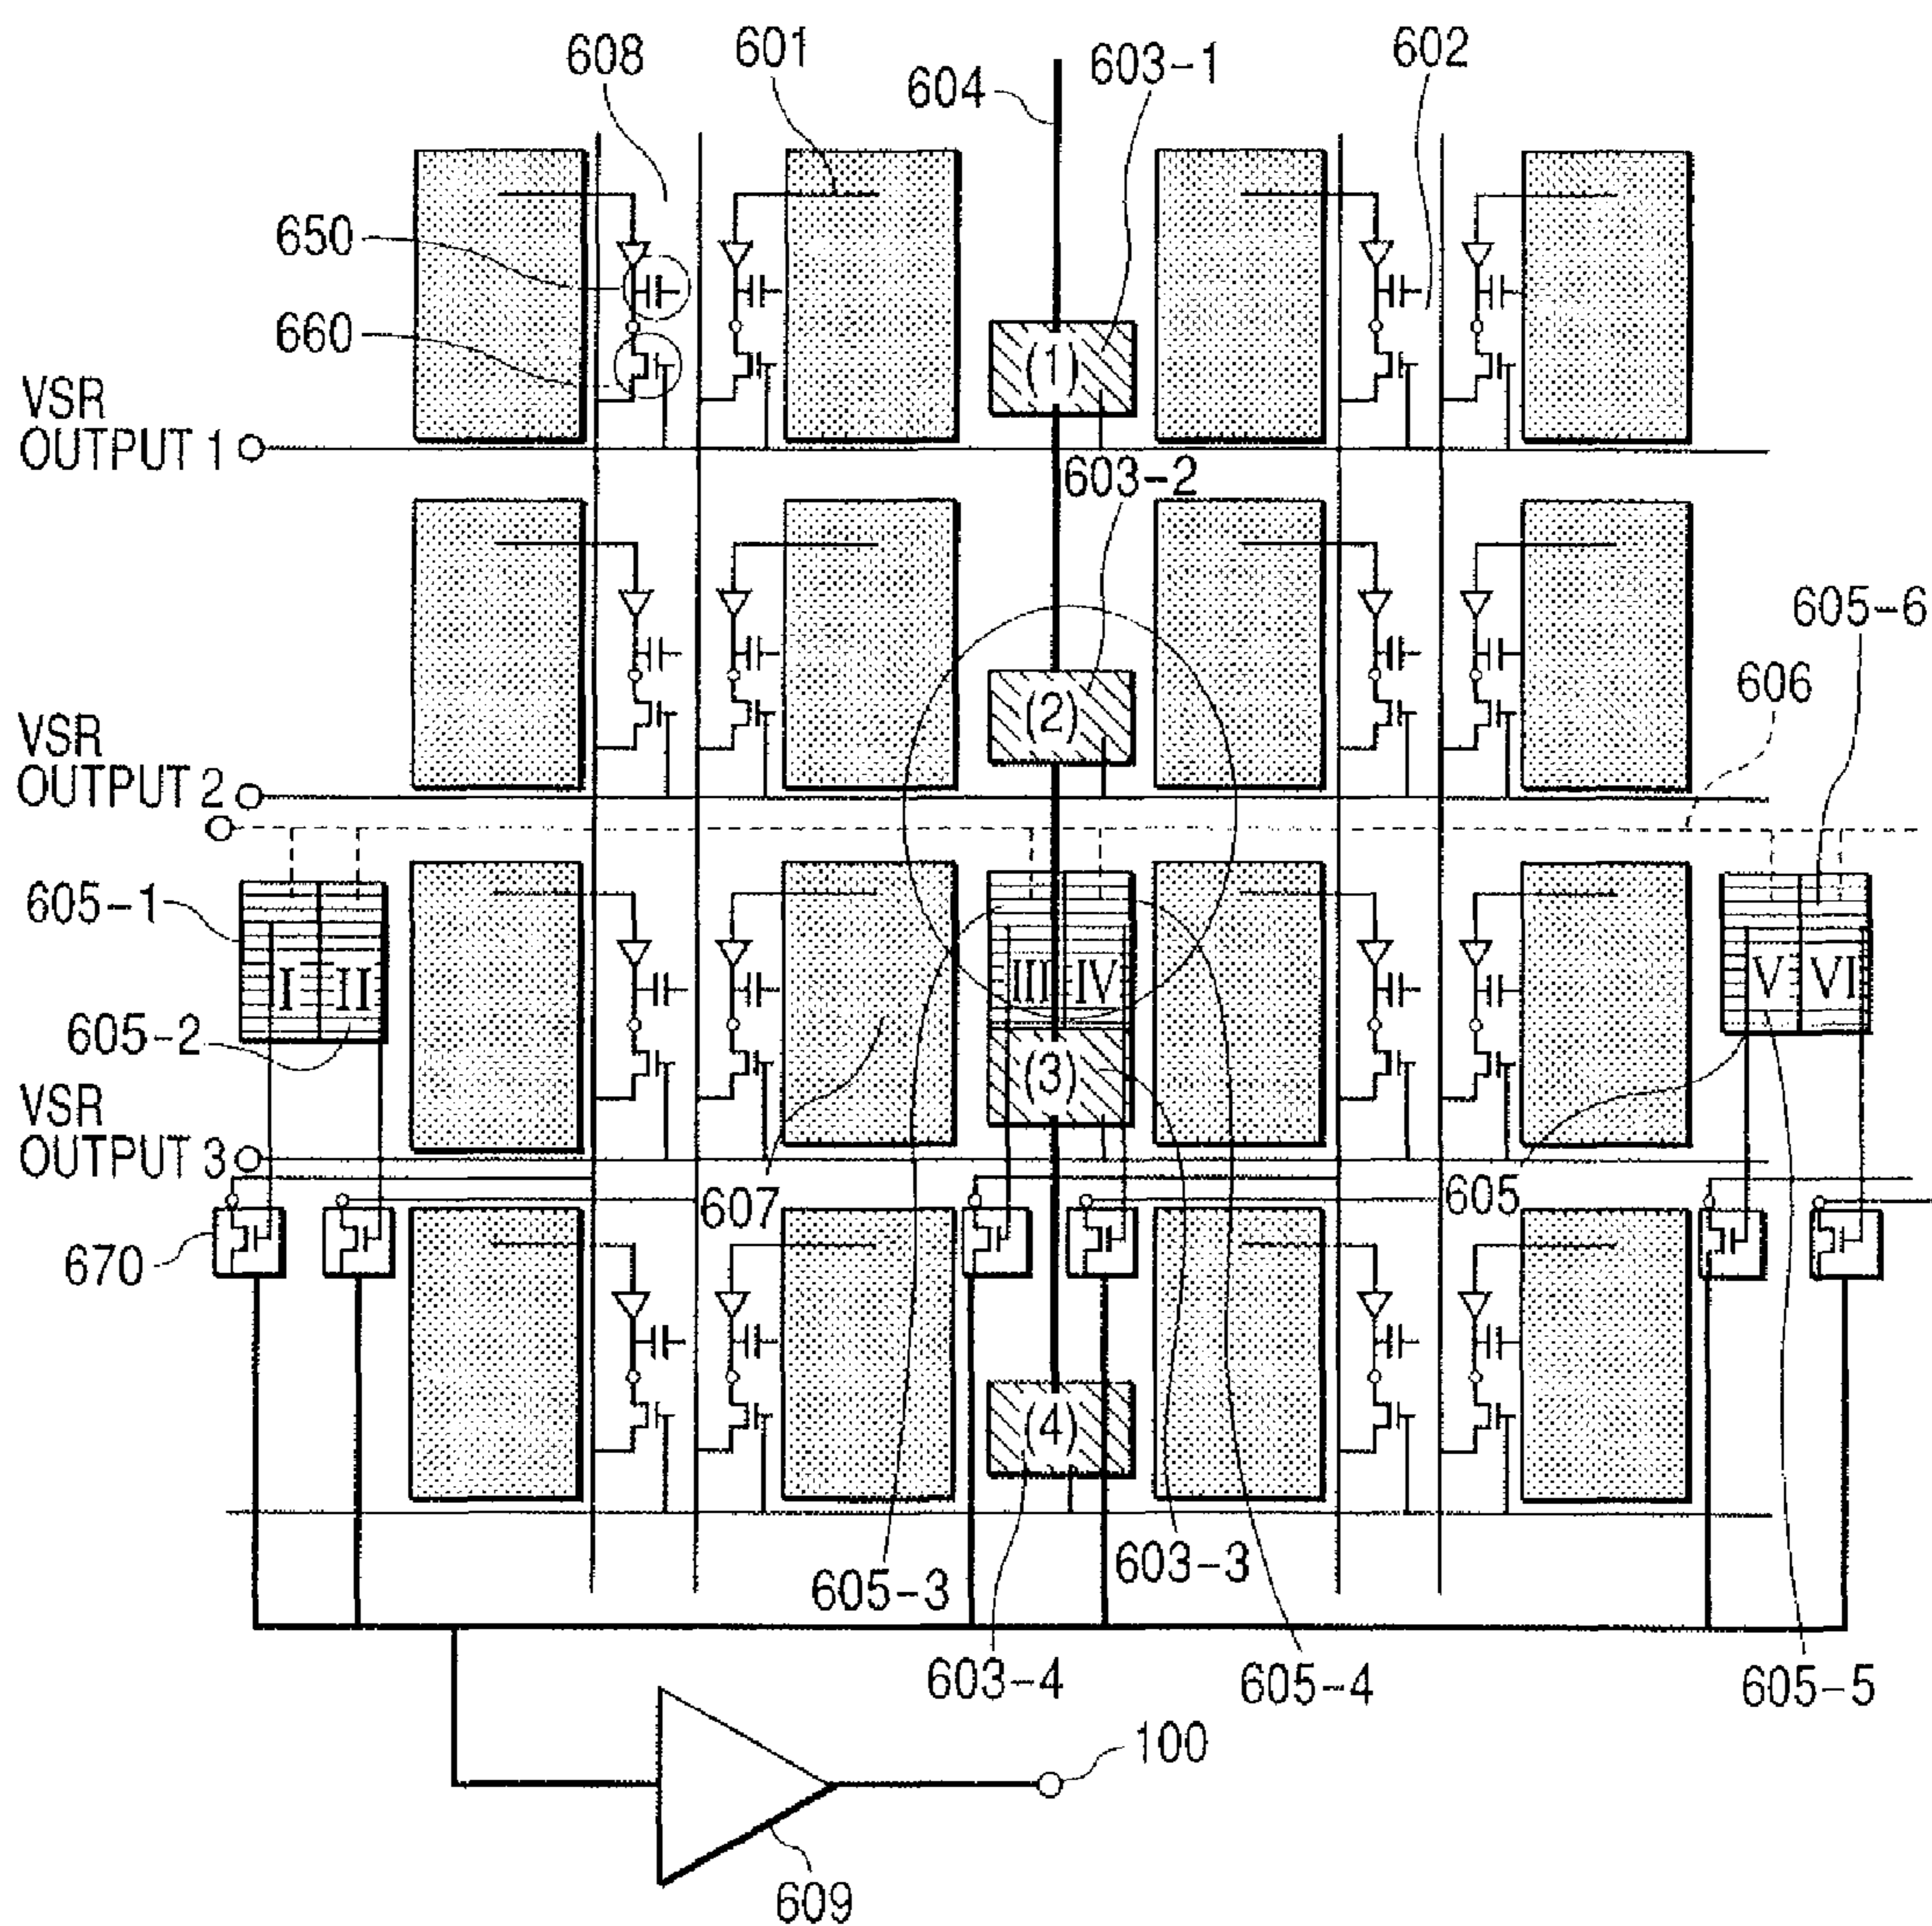 608
601
604
603-1
602
650
660
(1)
VSR
OUTPUT 1
603-2
605-6
(2)
606
VSR
OUTPUT 2
605-1
I II
III IV
V VI
605-2
(3)
VSR
OUTPUT 3
607
605
670
(4)
605-3
603-3
603-4
605-4
605-5
100
609